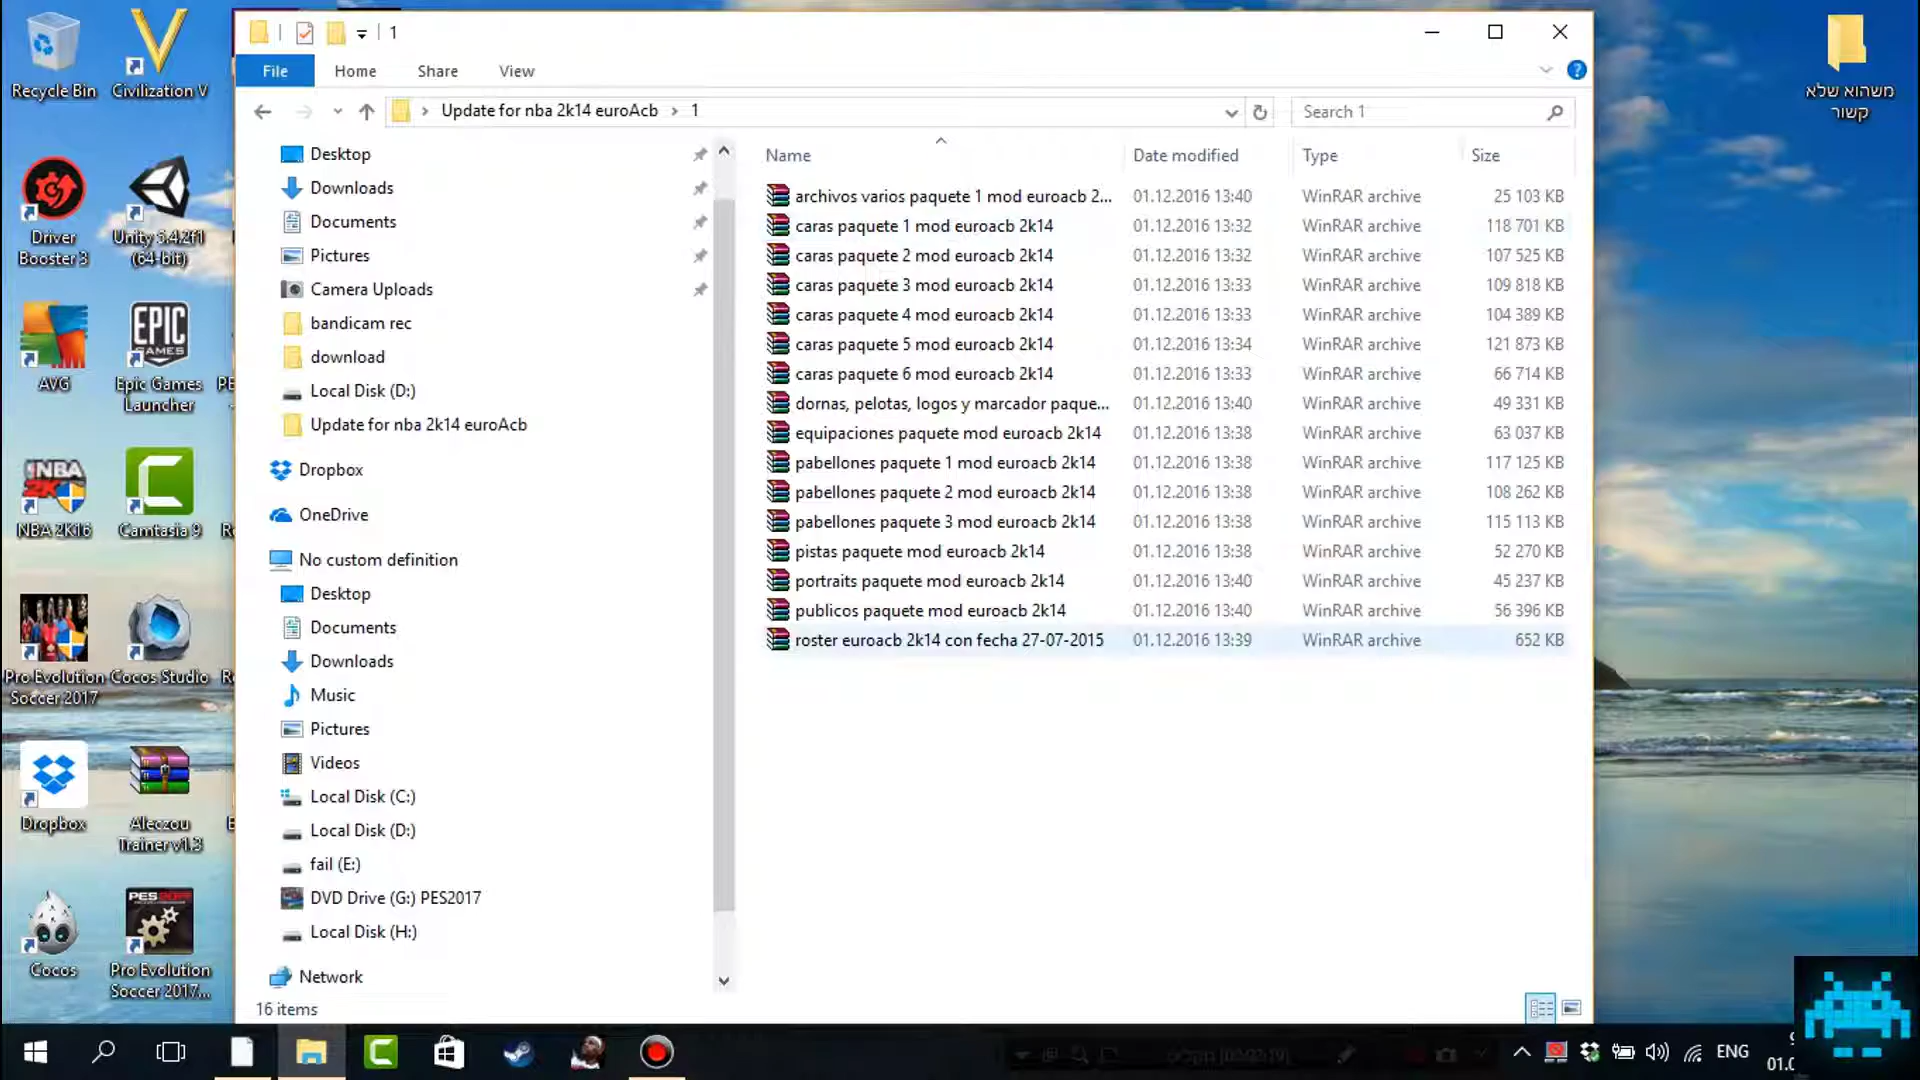 1
File
Home
Share
View
Update for nba 2k14 euroAcb
1
Search 1
Name
Date modified
Type
Size
Desktop
Downloads
Documents
Pictures
Camera Uploads
bandicam rec
download
Local Disk (D:)
Update for nba 2k14 euroAcb
Dropbox
OneDrive
No custom definition
Desktop
Documents
Downloads
Music
Pictures
Videos
Local Disk (C:)
Local Disk (D:)
fail (E:)
DVD Drive (G:) PES2017
Local Disk (H:)
Network
archivos varios paquete 1 mod euroacb 2... 01.12.2016 13:40 WinRAR archive 25 103 KB
caras paquete 1 mod euroacb 2k14 01.12.2016 13:32 WinRAR archive 118 701 KB
caras paquete 2 mod euroacb 2k14 01.12.2016 13:32 WinRAR archive 107 525 KB
caras paquete 3 mod euroacb 2k14 01.12.2016 13:33 WinRAR archive 109 818 KB
caras paquete 4 mod euroacb 2k14 01.12.2016 13:33 WinRAR archive 104 389 KB
caras paquete 5 mod euroacb 2k14 01.12.2016 13:34 WinRAR archive 121 873 KB
caras paquete 6 mod euroacb 2k14 01.12.2016 13:33 WinRAR archive 66 714 KB
dornas, pelotas, logos y marcador paque... 01.12.2016 13:40 WinRAR archive 49 331 KB
equipaciones paquete mod euroacb 2k14 01.12.2016 13:38 WinRAR archive 63 037 KB
pabellones paquete 1 mod euroacb 2k14 01.12.2016 13:38 WinRAR archive 117 125 KB
pabellones paquete 2 mod euroacb 2k14 01.12.2016 13:38 WinRAR archive 108 262 KB
pabellones paquete 3 mod euroacb 2k14 01.12.2016 13:38 WinRAR archive 115 113 KB
pistas paquete mod euroacb 2k14 01.12.2016 13:38 WinRAR archive 52 270 KB
portraits paquete mod euroacb 2k14 01.12.2016 13:40 WinRAR archive 45 237 KB
publicos paquete mod euroacb 2k14 01.12.2016 13:40 WinRAR archive 56 396 KB
roster euroacb 2k14 con fecha 27-07-2015 01.12.2016 13:39 WinRAR archive 652 KB
16 items
Recycle Bin
Civilization V
Driver
Booster 3
Unity 5.4.2f1
(64-bit)
AVG
EPIC
GAMES
Epic Games
Launcher
NBA
2K
NBA 2K16
Camtasia 9
Pro Evolution
Soccer 2017
Cocos Studio
Dropbox
Aleczou
Trainer v1.3
Cocos
Pro Evolution
Soccer 2017...
משהוא שלא
קשור
ENG